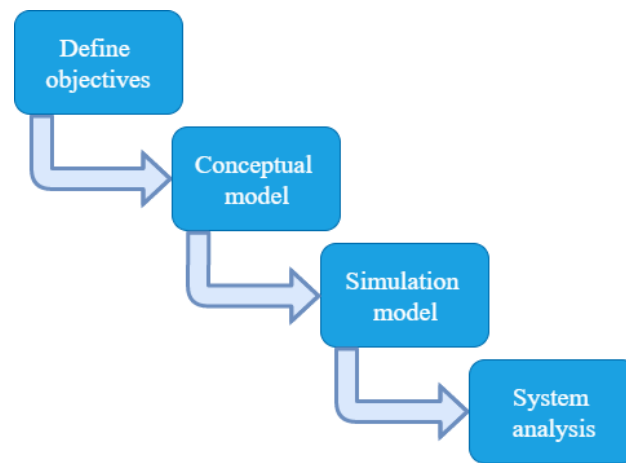 Define
objectives
Conceptual
model
Simulation
model
System
analysis